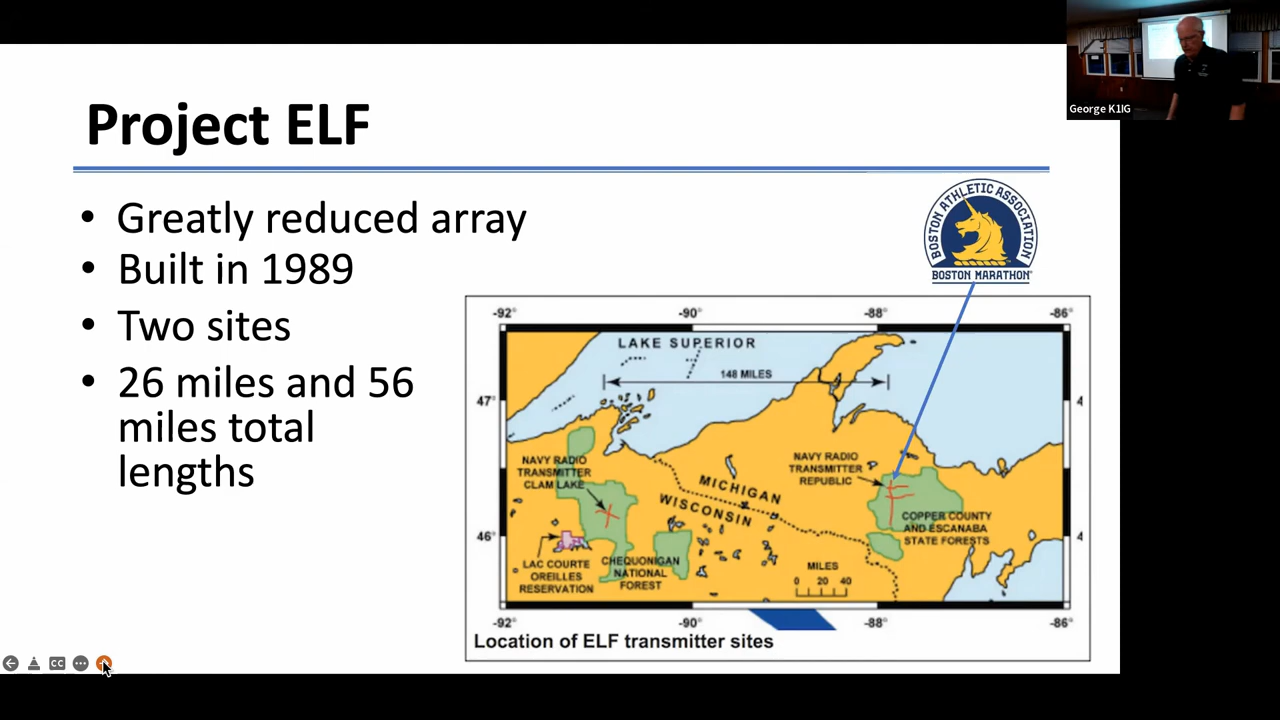 George K1IG
Project ELF
• Greatly reduced array
• Built in 1989
• Two sites
• 26 miles and 56
miles total
lengths
BOSTON ATHLETIC ASSOCIATION
BOSTON MARATHON®
-92°
-90°
-88°
-86°
LAKE SUPERIOR
148 MILES
47°
4
NAVY RADIO
TRANSMITTER
CLAM LAKE
NAVY RADIO
TRANSMITTER
REPUBLIC
MICHIGAN
WISCONSIN
COPPER COUNTY
AND ESCANABA
STATE FORESTS
46°
4
LAC COURTE
OREILLES
RESERVATION
CHEQUONIGAN
NATIONAL
FOREST
MILES
0 20 40
-92°
-90°
-88°
-86°
Location of ELF transmitter sites
CC